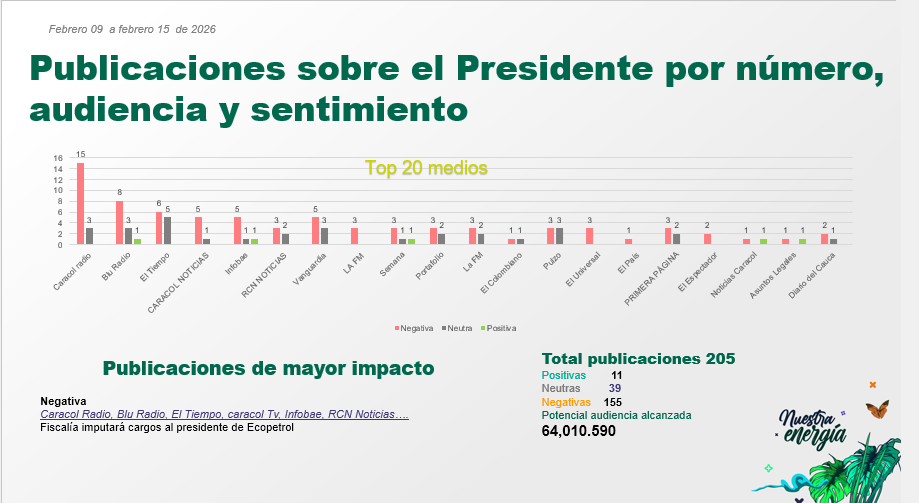 Febrero 09 a febrero 15 de 2026
Publicaciones sobre el Presidente por número,
audiencia y sentimiento
Top 20 medios
16
14
12
10
8
6
4
2
0
15 3
8 3 1
6 5
5 1
5 1 1
3 2
5 3
3
3 1 1
3 2
3 2
1 1
3 3
3
1
3 2
2
1 1
1 1
2 1
Caracol radio
Blu Radio
El Tiempo
CARACOL NOTICIAS
Infobae
RCN NOTICIAS
Vanguardia
LA FM
Semana
Portafolio
La FM
El Colombiano
Pulzo
El Universal
El País
PRIMERA PÁGINA
El Espectador
Noticias Caracol
Asuntos Legales
Diario del Cauca
Negativa Neutra Positiva
Publicaciones de mayor impacto
Negativa
Caracol Radio, Blu Radio, El Tiempo, caracol Tv, Infobae, RCN Noticias….
Fiscalía imputará cargos al presidente de Ecopetrol
Total publicaciones 205
Positivas 11
Neutras 39
Negativas 155
Potencial audiencia alcanzada
64,010.590
Nuestra
energía